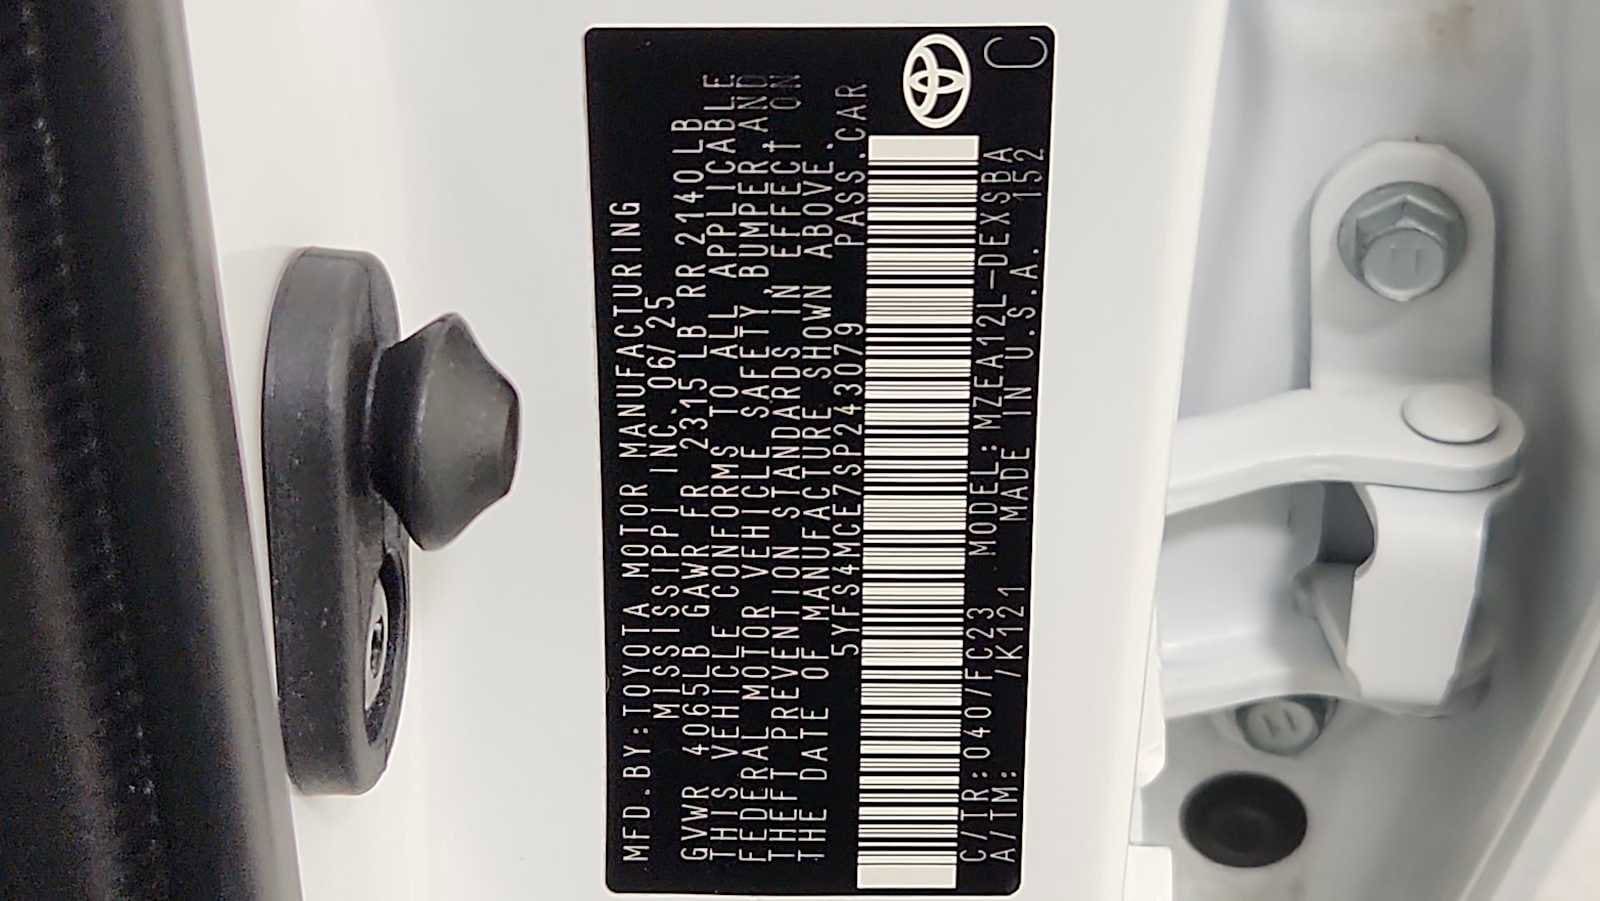 MFD.BY:TOYOTA MOTOR MANUFACTURING
MISSISSIPPI INC. 06/25
GVWR 4065LB GAWR FR 2315 LB RR 2140LB
THIS VEHICLE CONFORMS TO ALL APPLICABLE
FEDERAL MOTOR VEHICLE SAFETY, BUMPER, AND
THEFT PREVENTION STANDARDS IN EFFECT ON
THE DATE OF MANUFACTURE SHOWN ABOVE.
5YFS4MCE7SP243079 PASS.CAR
C/TR:040/FC23 MODEL:MZEA12L-DEXSBA
A/TM: /K121 MADE IN U.S.A. 152
C